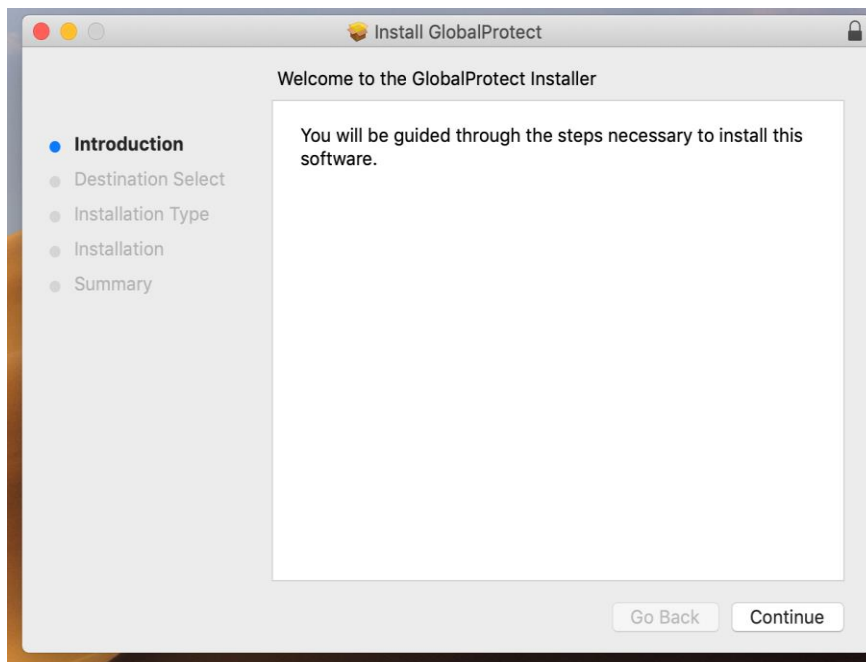 Install GlobalProtect
Welcome to the GlobalProtect Installer
Introduction
Destination Select
Installation Type
Installation
Summary
You will be guided through the steps necessary to install this
software.
Go Back
Continue